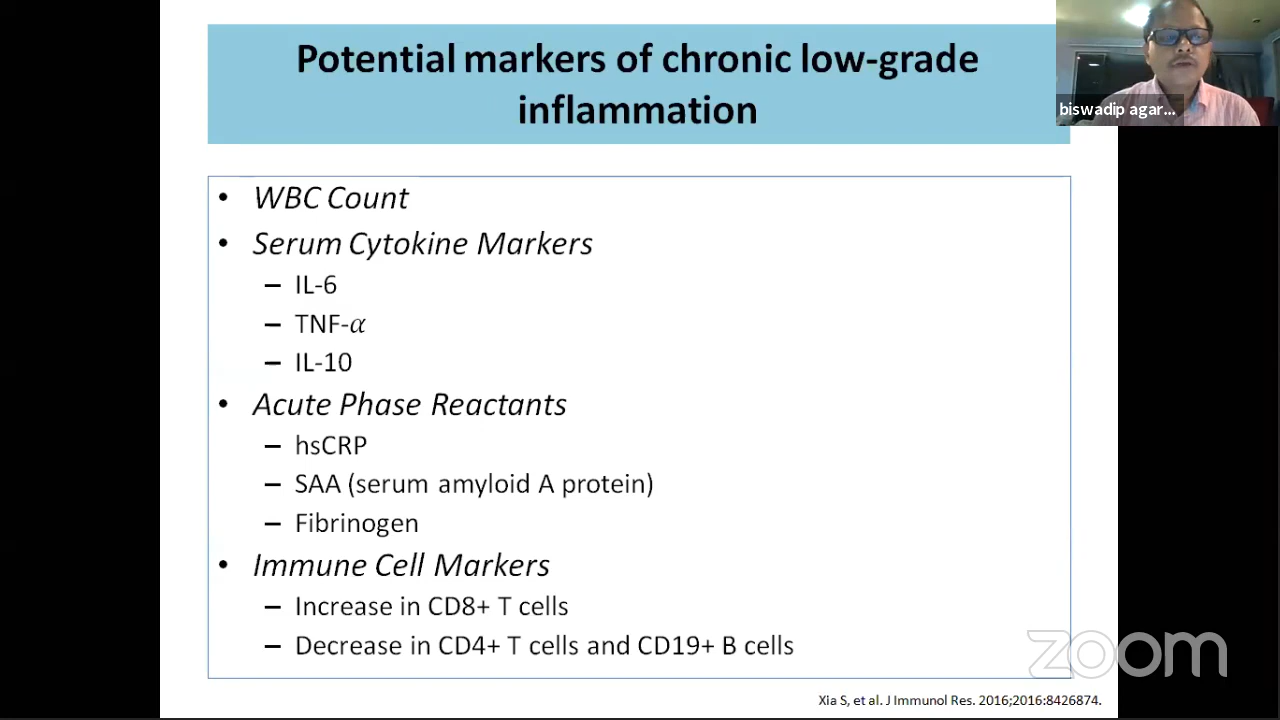 Potential markers of chronic low-grade
inflammation
biswadip agar...
• WBC Count
• Serum Cytokine Markers
– IL-6
– TNF-α
– IL-10
• Acute Phase Reactants
– hsCRP
– SAA (serum amyloid A protein)
– Fibrinogen
• Immune Cell Markers
– Increase in CD8+ T cells
– Decrease in CD4+ T cells and CD19+ B cells
zoom
Xia S, et al. J Immunol Res. 2016;2016:8426874.